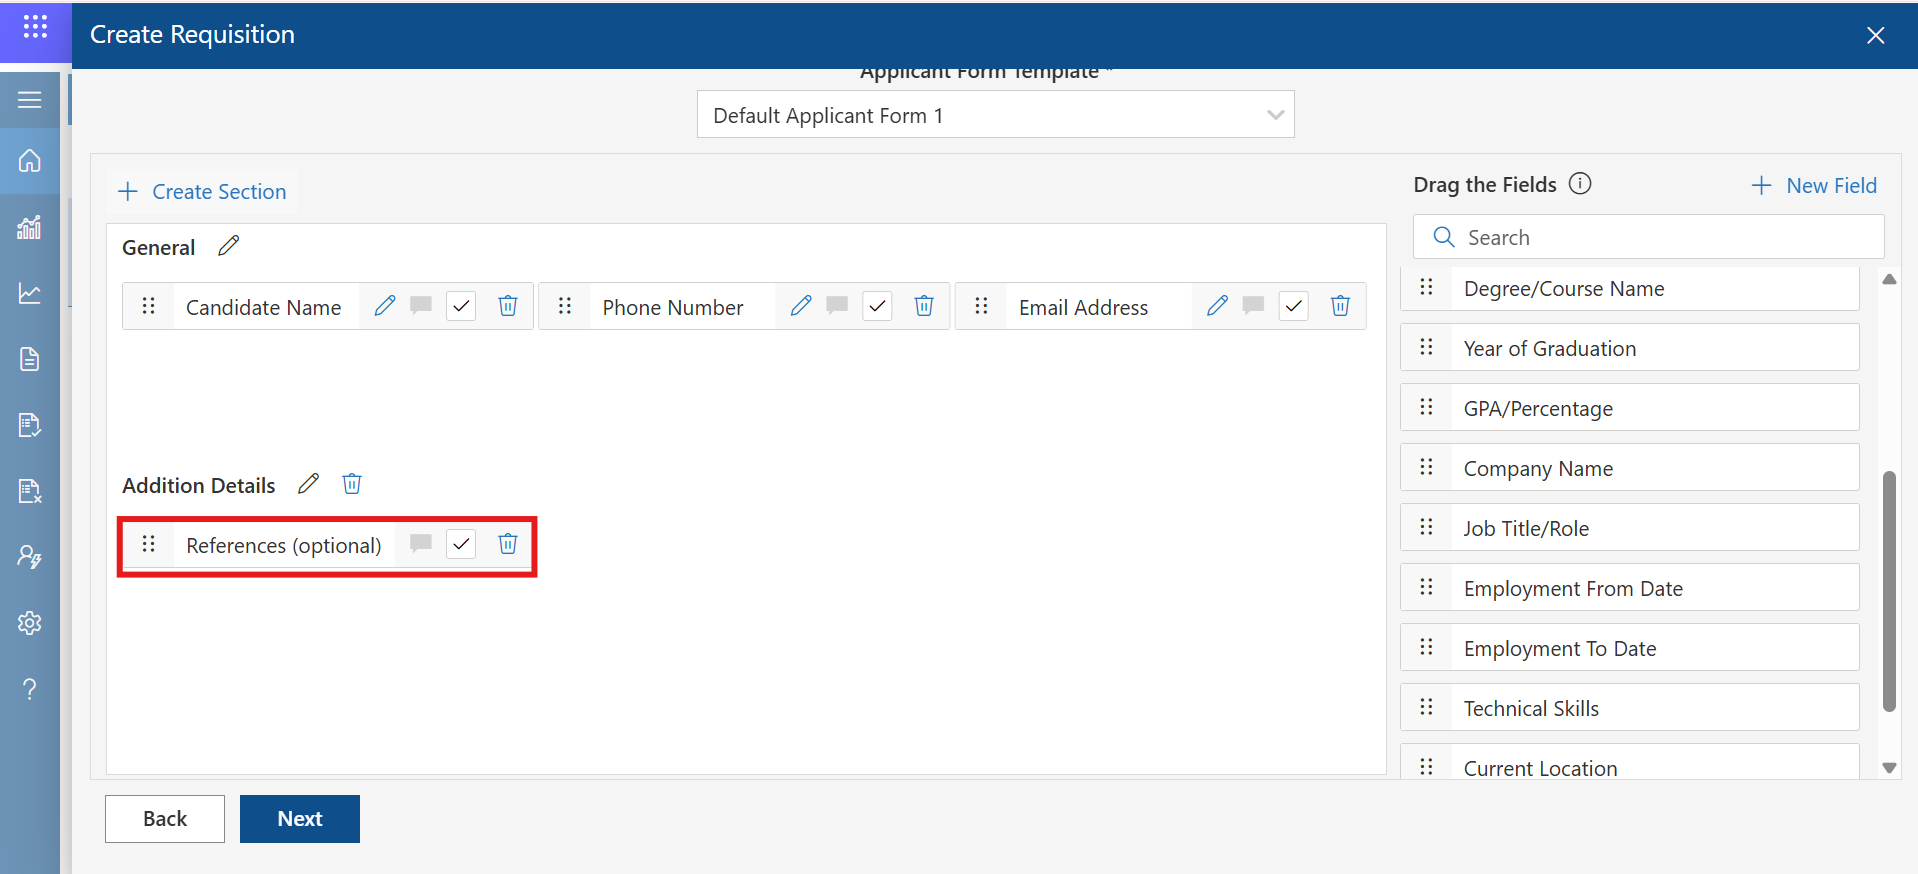 Create Requisition
Applicant Form Template *
Default Applicant Form 1
Create Section
General
Candidate Name
Phone Number
Email Address
Addition Details
References (optional)
Back
Next
Drag the Fields
New Field
Search
Degree/Course Name
Year of Graduation
GPA/Percentage
Company Name
Job Title/Role
Employment From Date
Employment To Date
Technical Skills
Current Location